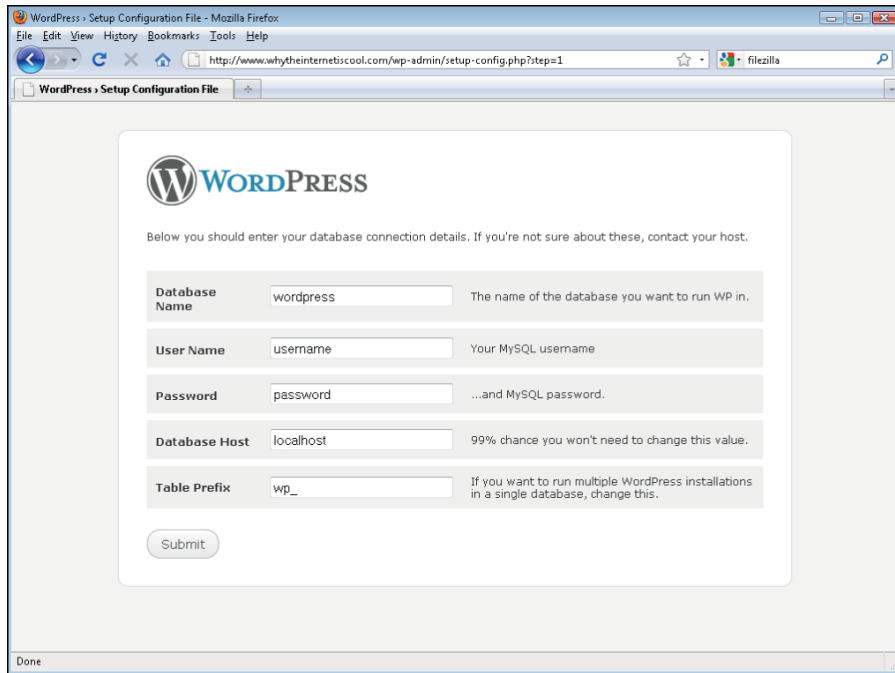 WordPress › Setup Configuration File - Mozilla Firefox
File Edit View History Bookmarks Tools Help
http://www.whytheinternetiscool.com/wp-admin/setup-config.php?step=1
filezilla
WordPress › Setup Configuration File
WORDPRESS
Below you should enter your database connection details. If you're not sure about these, contact your host.
Database
Name
wordpress
The name of the database you want to run WP in.
User Name
username
Your MySQL username
Password
password
...and MySQL password.
Database Host
localhost
99% chance you won't need to change this value.
Table Prefix
wp_
If you want to run multiple WordPress installations
in a single database, change this.
Submit
Done